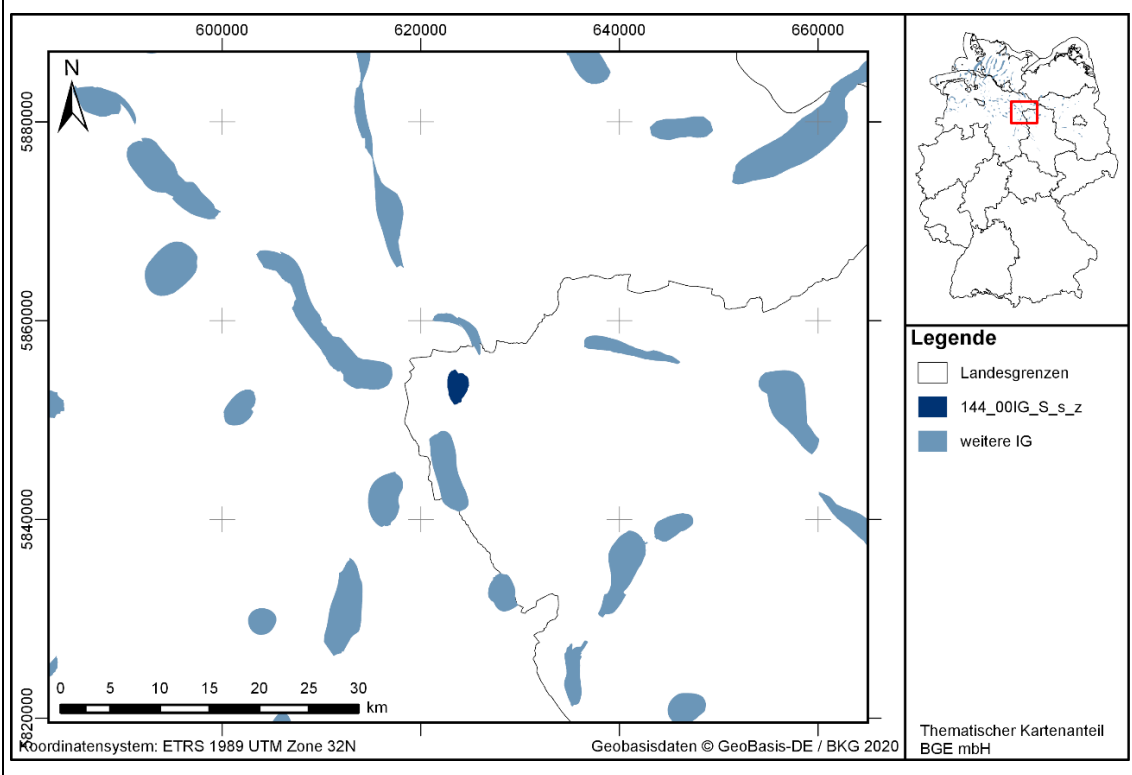 600000 620000 640000 660000
N
5880000
5860000
5840000
5820000
0 5 10 15 20 25 30
km
Koordinatensystem: ETRS 1989 UTM Zone 32N
Geobasisdaten © GeoBasis-DE / BKG 2020
Legende
Landesgrenzen
144_00IG_S_s_z
weitere IG
Thematischer Kartenanteil
BGE mbH